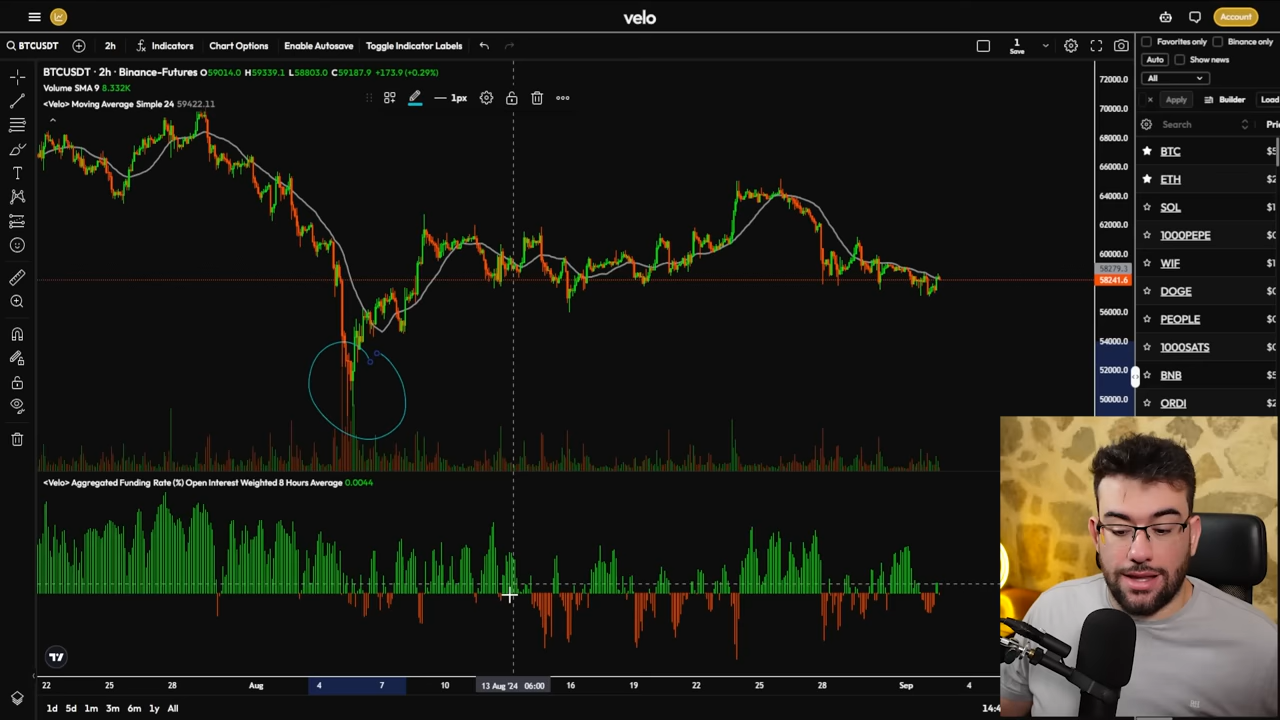 velo
Account
BTCUSDT
2h
Indicators
Chart Options
Enable Autosave
Toggle Indicator Labels
1
Save
Favorites only
Binance only
Auto
Show news
All
Apply
Builder
Load
Search
BTCUSDT · 2h · Binance-Futures O59014.0 H59339.1 L58803.0 C59187.9 +173.9 (+0.29%)
Volume SMA 9 8.332K
<Velo> Moving Average Simple 24 59422.11
1px
72000.0
70000.0
68000.0
66000.0
64000.0
62000.0
60000.0
58279.3
58241.6
56000.0
54000.0
52000.0
50000.0
BTC
ETH
SOL
1000PEPE
WIF
DOGE
PEOPLE
1000SATS
BNB
ORDI
<Velo> Aggregated Funding Rate (%) Open Interest Weighted 8 Hours Average 0.0044
22 25 28 Aug 4 7 10 13 Aug '24 06:00 16 19 22 25 28 Sep 4
1d 5d 1m 3m 6m 1y All